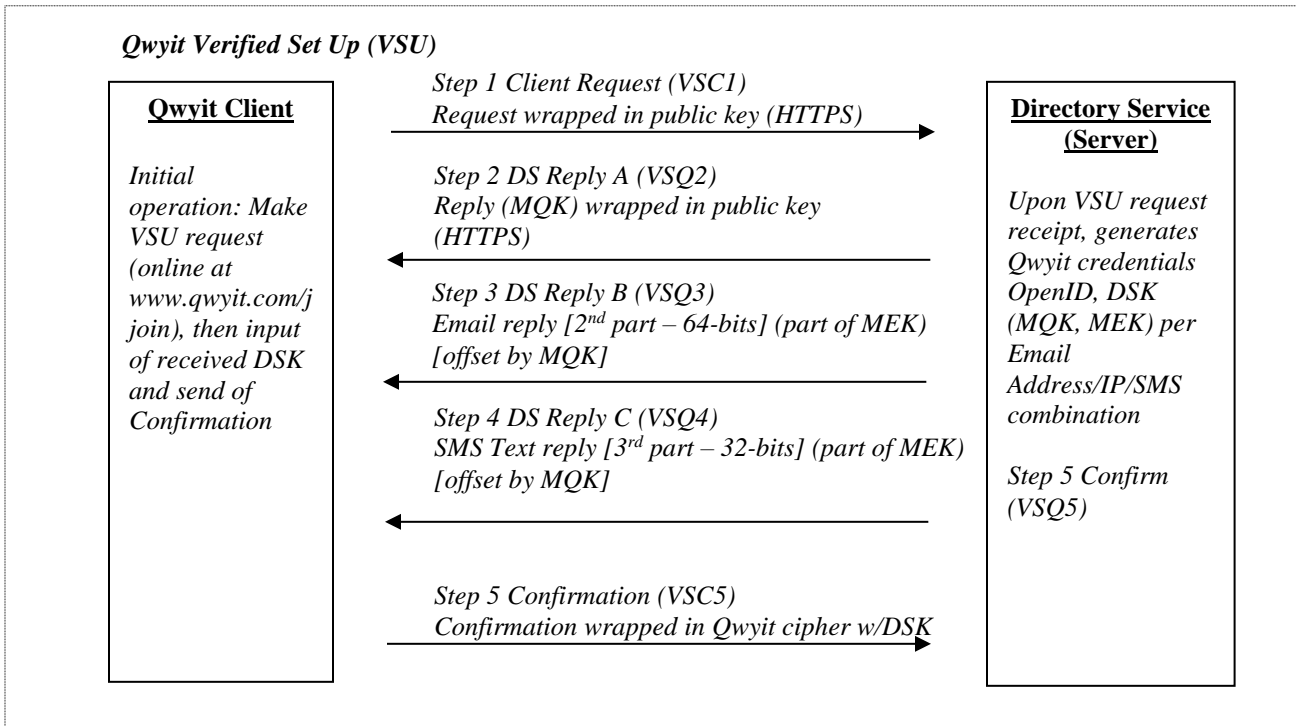 Qwyit Verified Set Up (VSU)
Qwyit Client
Initial
operation: Make
VSU request
(online at
www.qwyit.com/j
join), then input
of received DSK
and send of
Confirmation
Step 1 Client Request (VSC1)
Request wrapped in public key (HTTPS)
Step 2 DS Reply A (VSQ2)
Reply (MQK) wrapped in public key
(HTTPS)
Step 3 DS Reply B (VSQ3)
Email reply [2nd part – 64-bits] (part of MEK)
[offset by MQK]
Step 4 DS Reply C (VSQ4)
SMS Text reply [3rd part – 32-bits] (part of MEK)
[offset by MQK]
Step 5 Confirmation (VSC5)
Confirmation wrapped in Qwyit cipher w/DSK
Directory Service
(Server)
Upon VSU request
receipt, generates
Qwyit credentials
OpenID, DSK
(MQK, MEK) per
Email
Address/IP/SMS
combination
Step 5 Confirm
(VSQ5)